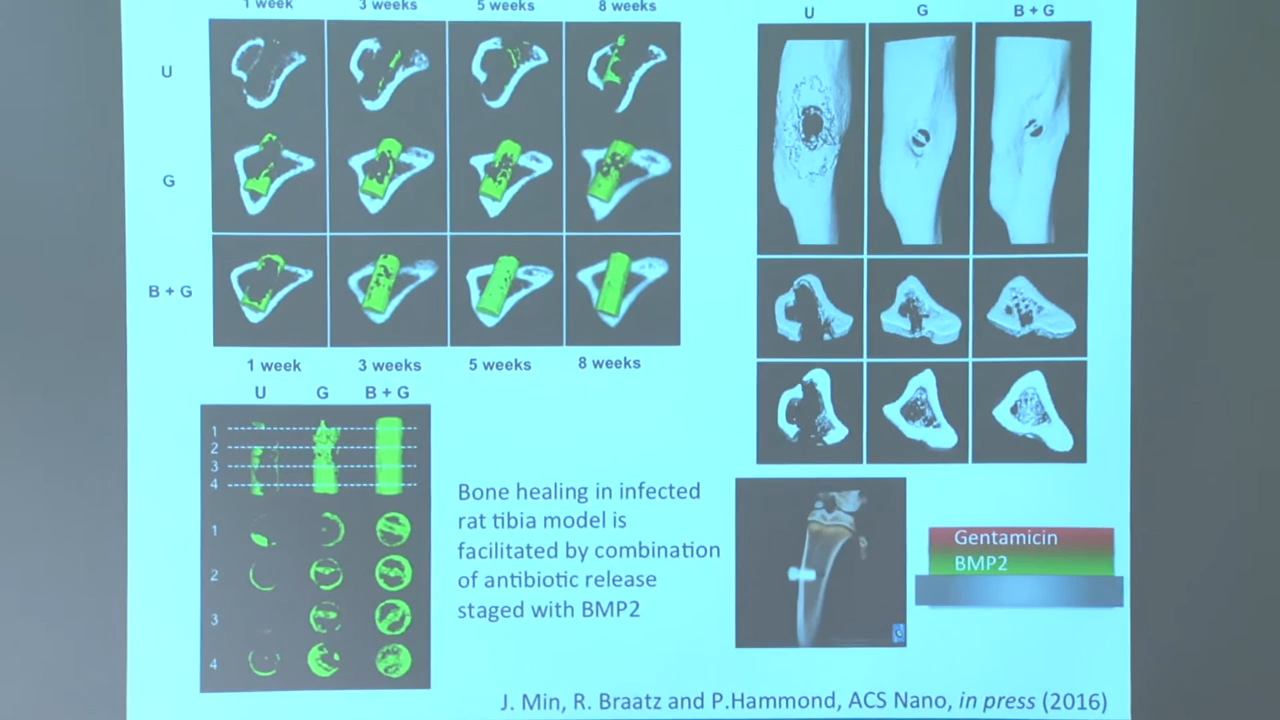 1 week 3 weeks 5 weeks 8 weeks
U
G
B + G
1 week 3 weeks 5 weeks 8 weeks
U G B + G
U G B + G
1
2
3
4
1
2
3
4
Bone healing in infected
rat tibia model is
facilitated by combination
of antibiotic release
staged with BMP2
Gentamicin
BMP2
J. Min, R. Braatz and P.Hammond, ACS Nano, in press (2016)